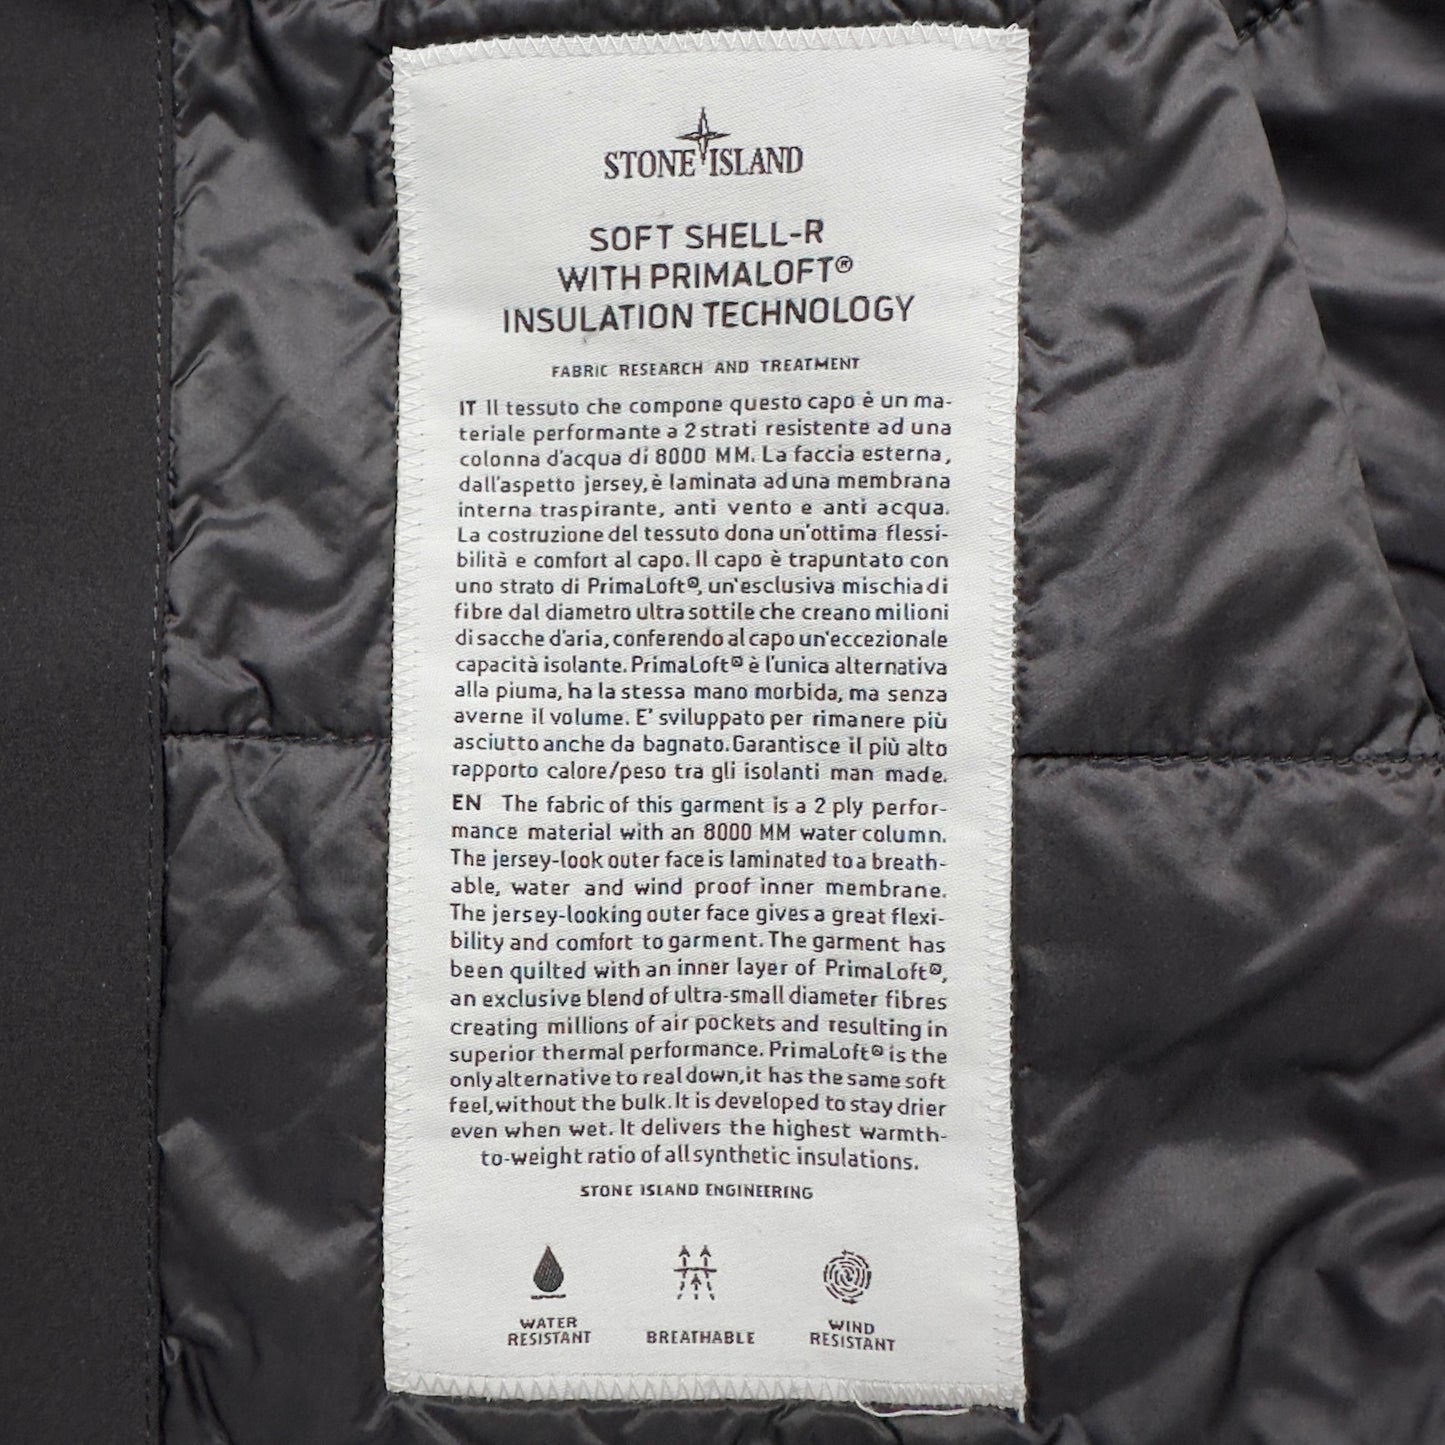 STONE ISLAND
SOFT SHELL-R
WITH PRIMALOFT®
INSULATION TECHNOLOGY
FABRIC RESEARCH AND TREATMENT
IT Il tessuto che compone questo capo è un ma-
teriale performante a 2 strati resistente ad una
colonna d'acqua di 8000 MM. La faccia esterna,
dall'aspetto jersey, è laminata ad una membrana
interna traspirante, anti vento e anti acqua.
La costruzione del tessuto dona un'ottima flessi-
bilità e comfort al capo. Il capo è trapuntato con
uno strato di PrimaLoft®, un'esclusiva mischia di
fibre dal diametro ultra sottile che creano milioni
di sacche d'aria, conferendo al capo un'eccezionale
capacità isolante. PrimaLoft® è l'unica alternativa
alla piuma, ha la stessa mano morbida, ma senza
averne il volume. E' sviluppato per rimanere più
asciutto anche da bagnato. Garantisce il più alto
rapporto calore/peso tra gli isolanti man made.
EN The fabric of this garment is a 2 ply perfor-
mance material with an 8000 MM water column.
The jersey-look outer face is laminated to a breath-
able, water and wind proof inner membrane.
The jersey-looking outer face gives a great flexi-
bility and comfort to garment. The garment has
been quilted with an inner layer of PrimaLoft®,
an exclusive blend of ultra-small diameter fibres
creating millions of air pockets and resulting in
superior thermal performance. PrimaLoft® is the
only alternative to real down, it has the same soft
feel, without the bulk. It is developed to stay drier
even when wet. It delivers the highest warmth-
to-weight ratio of all synthetic insulations.
STONE ISLAND ENGINEERING
WATER
RESISTANT
BREATHABLE
WIND
RESISTANT